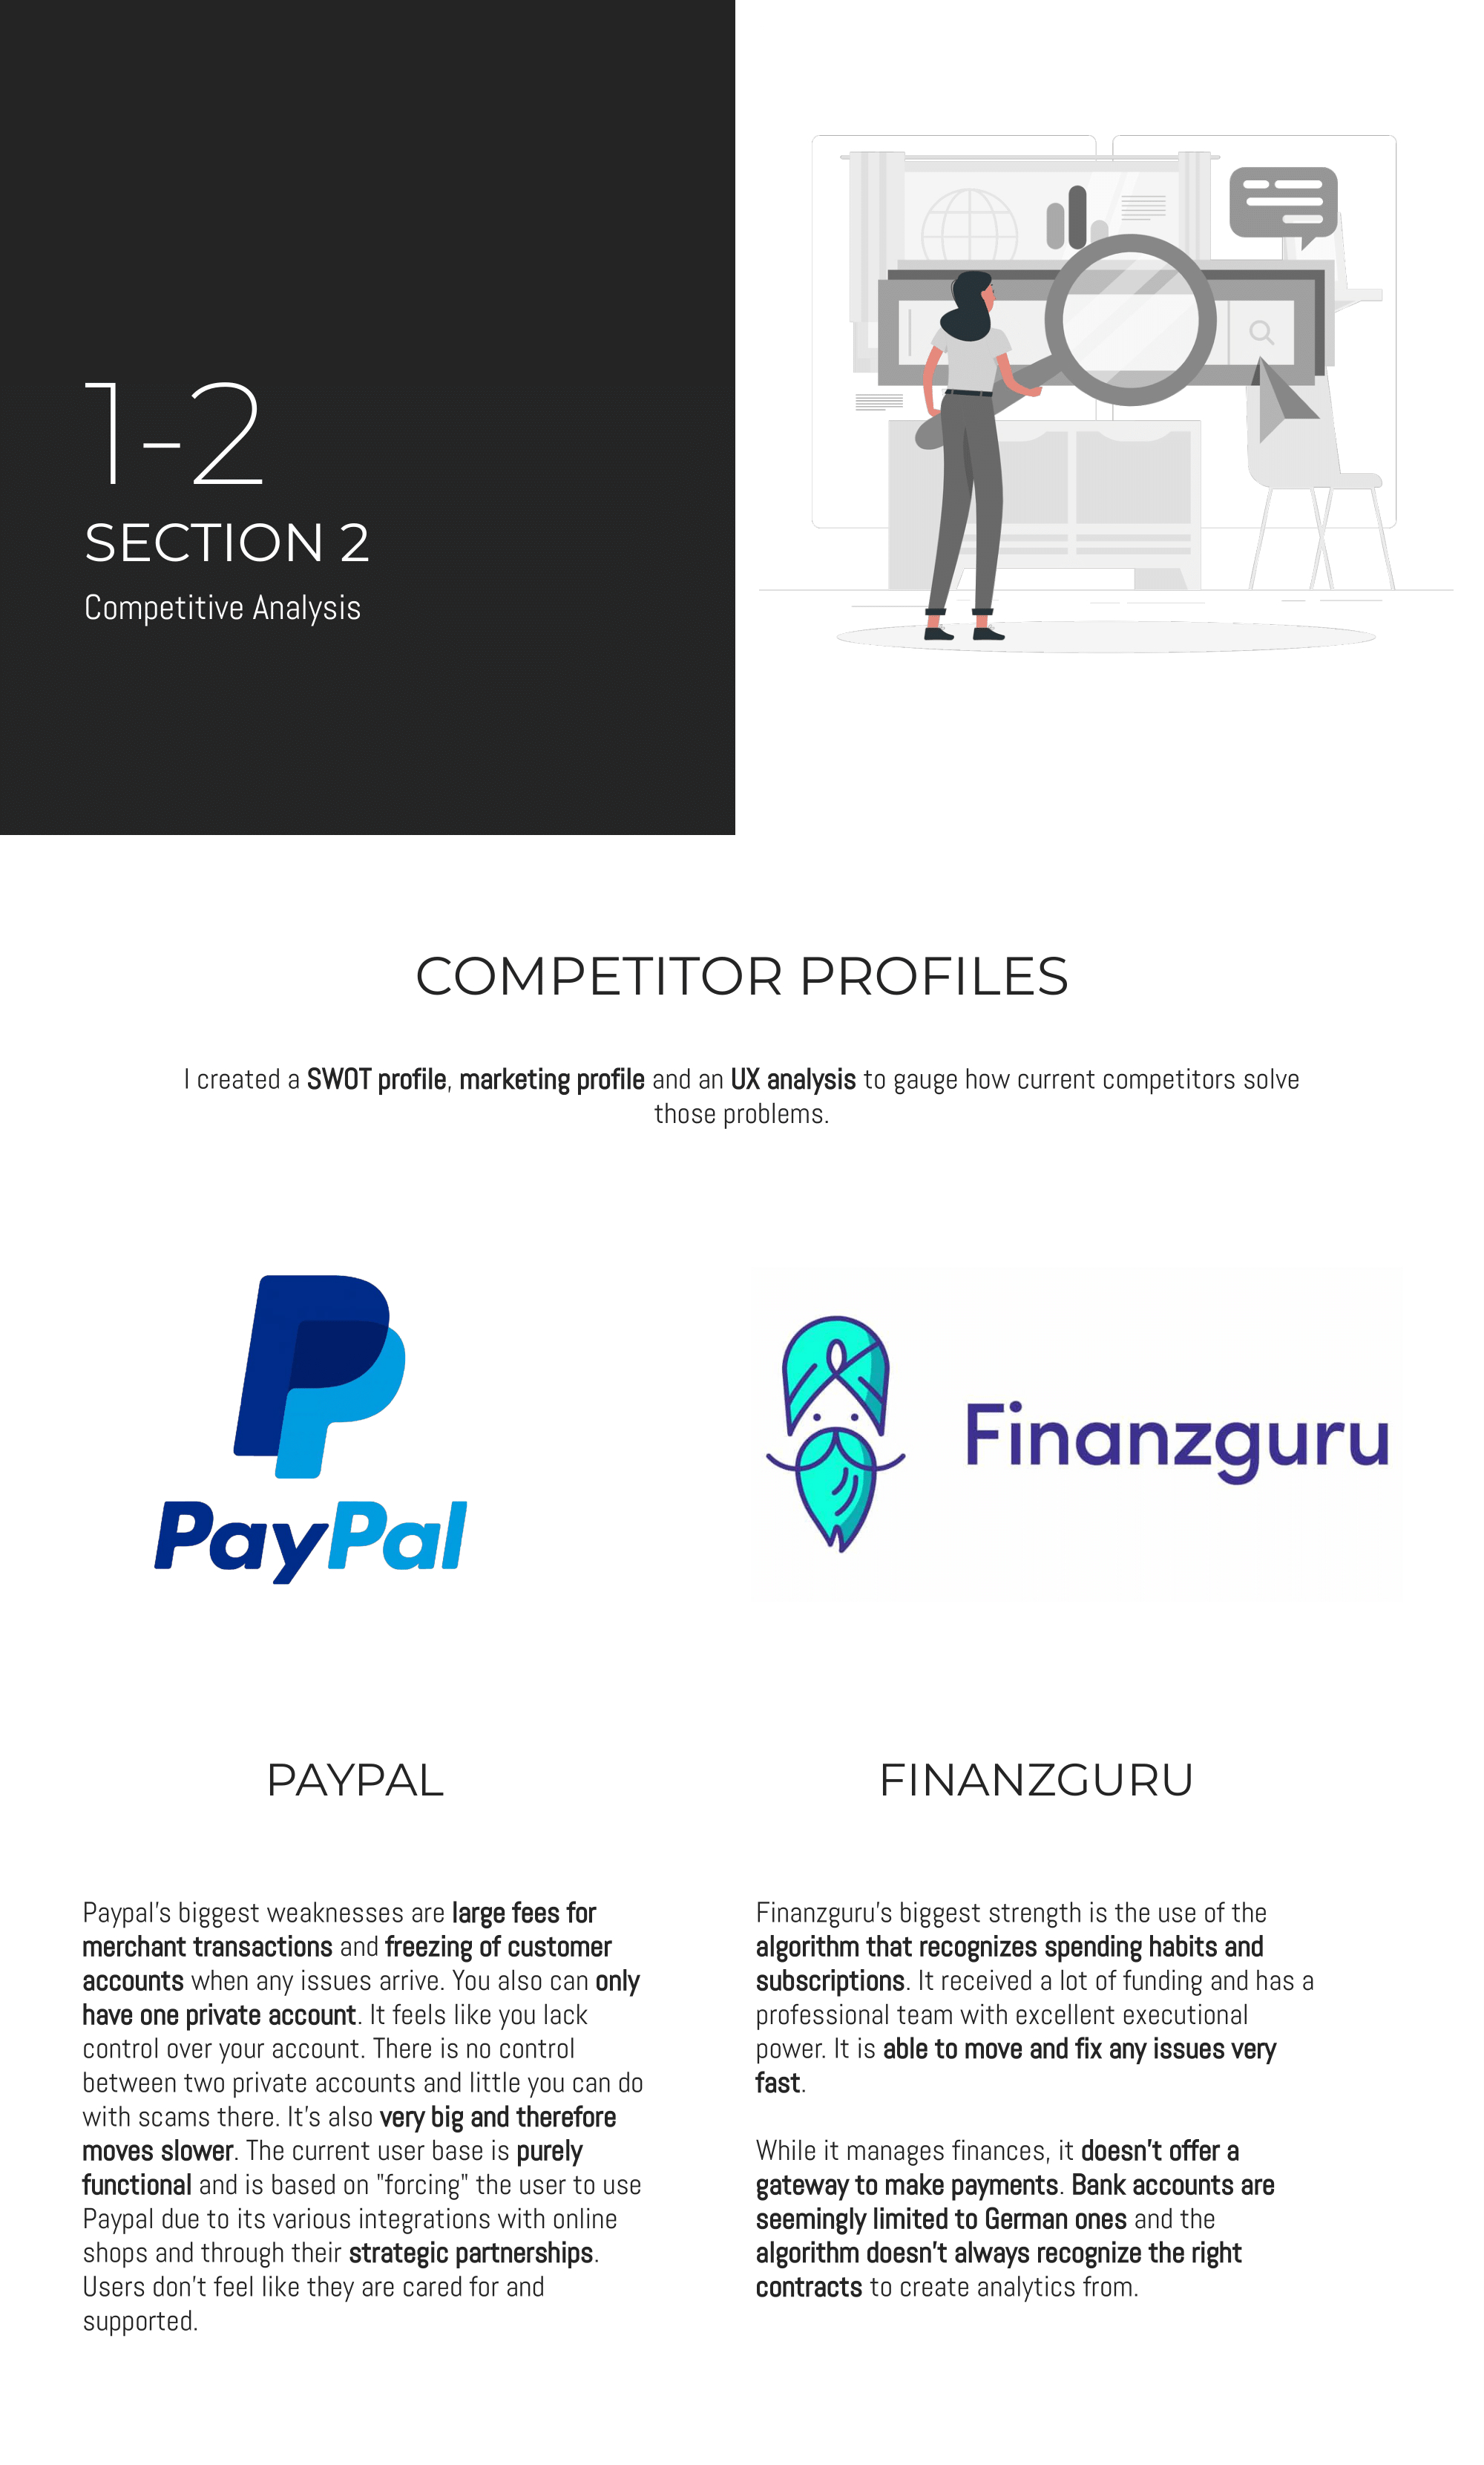 1-2
SECTION 2
Competitive Analysis
COMPETITOR PROFILES
I created a SWOT profile, marketing profile and an UX analysis to gauge how current competitors solve
those problems.
PayPal
Finanzguru
PAYPAL
Paypal's biggest weaknesses are large fees for
merchant transactions and freezing of customer
accounts when any issues arrive. You also can only
have one private account. It feels like you lack
control over your account. There is no control
between two private accounts and little you can do
with scams there. It's also very big and therefore
moves slower. The current user base is purely
functional and is based on "forcing" the user to use
Paypal due to its various integrations with online
shops and through their strategic partnerships.
Users don't feel like they are cared for and
supported.
FINANZGURU
Finanzguru's biggest strength is the use of the
algorithm that recognizes spending habits and
subscriptions. It received a lot of funding and has a
professional team with excellent executional
power. It is able to move and fix any issues very
fast.
While it manages finances, it doesn't offer a
gateway to make payments. Bank accounts are
seemingly limited to German ones and the
algorithm doesn't always recognize the right
contracts to create analytics from.